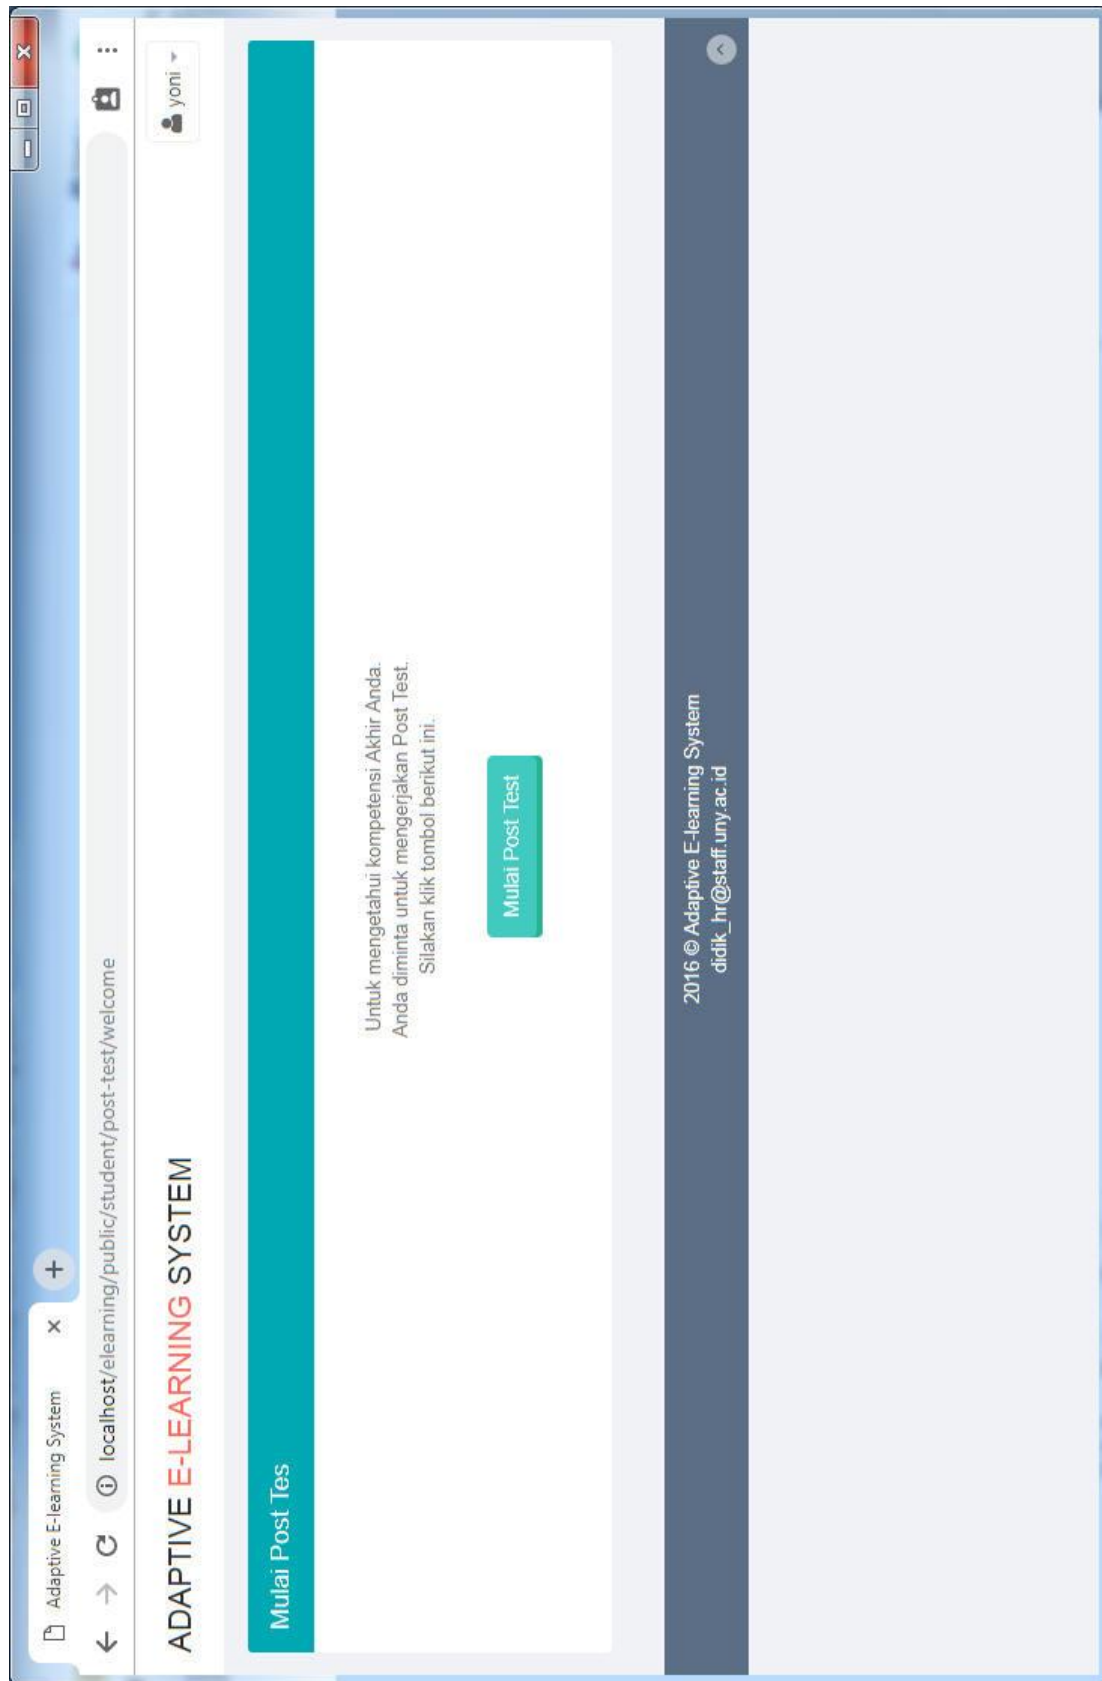 Adaptive E-learning System
localhost/elearning/public/student/post-test/welcome
ADAPTIVE E-LEARNING SYSTEM
yoni
Mulai Post Tes
Untuk mengetahui kompetensi Akhir Anda.
Anda diminta untuk mengerjakan Post Test.
Silakan klik tombol berikut ini.
Mulai Post Test
2016 © Adaptive E-learning System
didik_hr@staff.uny.ac.id